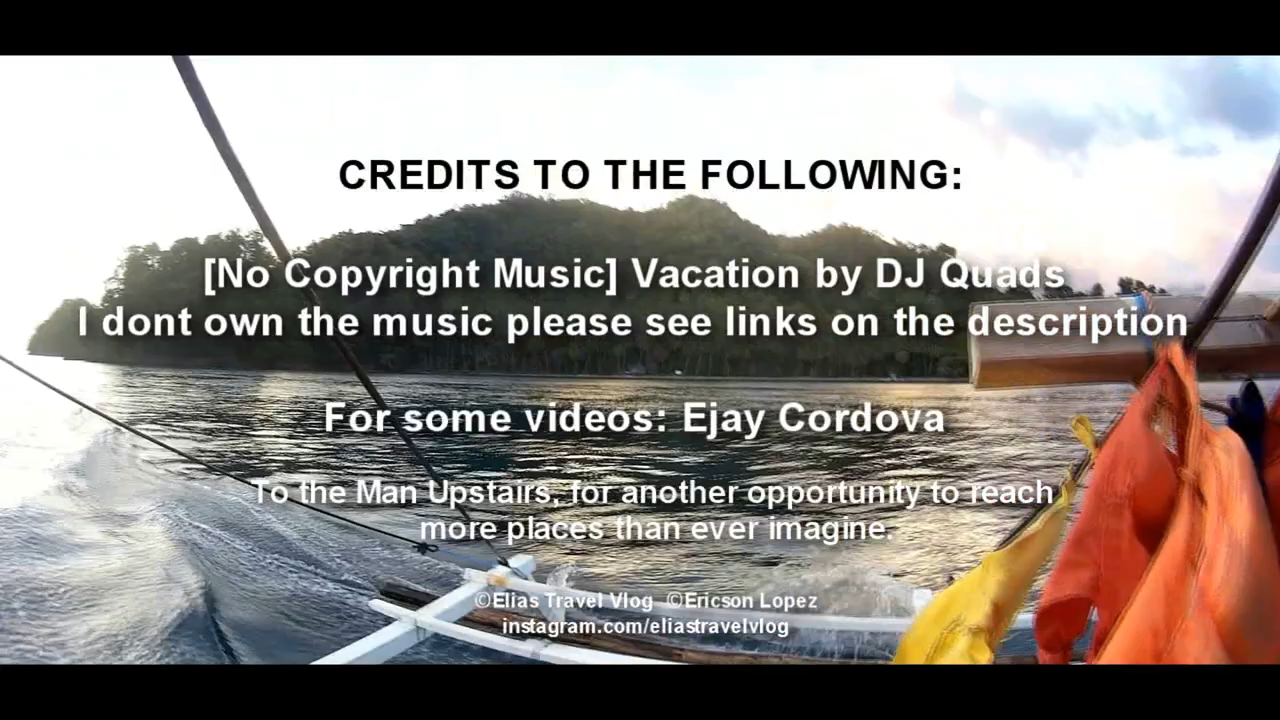 CREDITS TO THE FOLLOWING:
[No Copyright Music] Vacation by DJ Quads
I dont own the music please see links on the description
For some videos: Ejay Cordova
To the Man Upstairs, for another opportunity to reach
more places than ever imagine.
©Elias Travel Vlog ©Ericson Lopez
instagram.com/eliastravelvlog